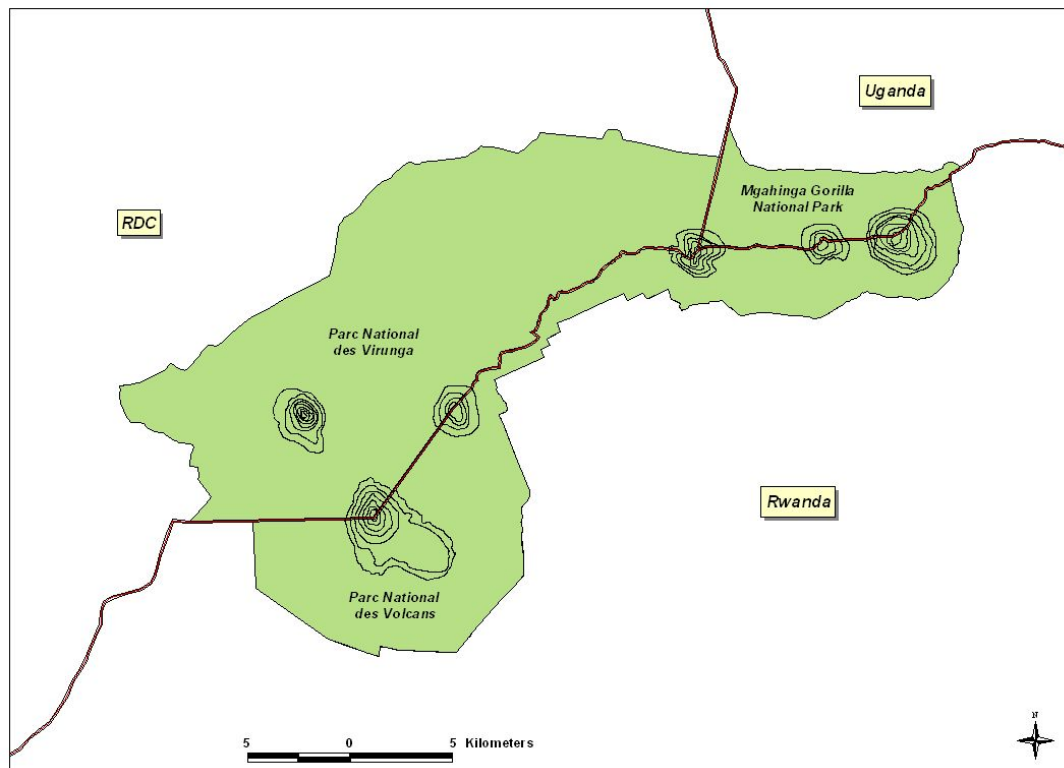 Uganda
Mgahinga Gorilla
National Park
RDC
Parc National
des Virunga
Rwanda
Parc National
des Volcans
N
5 0 5 Kilometers